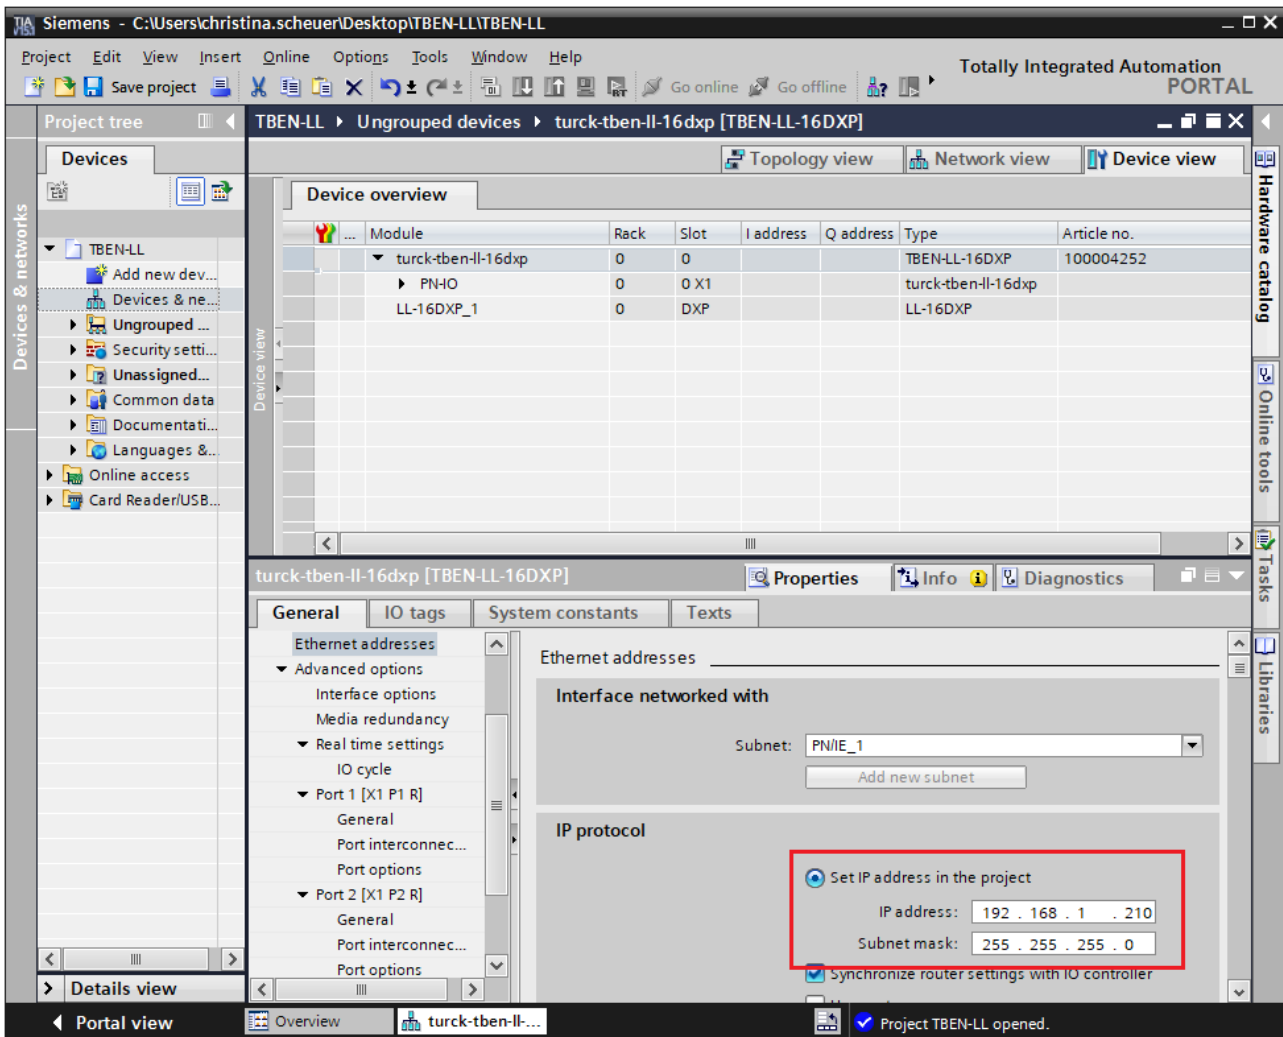 Siemens - C:\Users\christina.scheuer\Desktop\TBEN-LL\TBEN-LL
Project Edit View Insert Online Options Tools Window Help
Totally Integrated Automation
PORTAL
Save project Go online Go offline
Project tree
TBEN-LL Ungrouped devices turck-tben-ll-16dxp [TBEN-LL-16DXP]
Devices
Topology view Network view Device view
Devices & networks
Device view
Hardware catalog
Online tools
Tasks
Libraries
TBEN-LL
Add new dev...
Devices & ne...
Ungrouped ...
Security setti...
Unassigned...
Common data
Documentati...
Languages &...
Online access
Card Reader/USB...
Device overview
... Module Rack Slot I address Q address Type Article no.
turck-tben-ll-16dxp 0 0 TBEN-LL-16DXP 100004252
PN-IO 0 0 X1 turck-tben-ll-16dxp
LL-16DXP_1 0 DXP LL-16DXP
turck-tben-ll-16dxp [TBEN-LL-16DXP]
Properties Info Diagnostics
General IO tags System constants Texts
Ethernet addresses
Advanced options
Interface options
Media redundancy
Real time settings
IO cycle
Port 1 [X1 P1 R]
General
Port interconnec...
Port options
Port 2 [X1 P2 R]
General
Port interconnec...
Port options
Ethernet addresses
Interface networked with
Subnet: PN/IE_1
Add new subnet
IP protocol
Set IP address in the project
IP address: 192 . 168 . 1 . 210
Subnet mask: 255 . 255 . 255 . 0
Synchronize router settings with IO controller
Details view
Portal view Overview turck-tben-ll-... Project TBEN-LL opened.